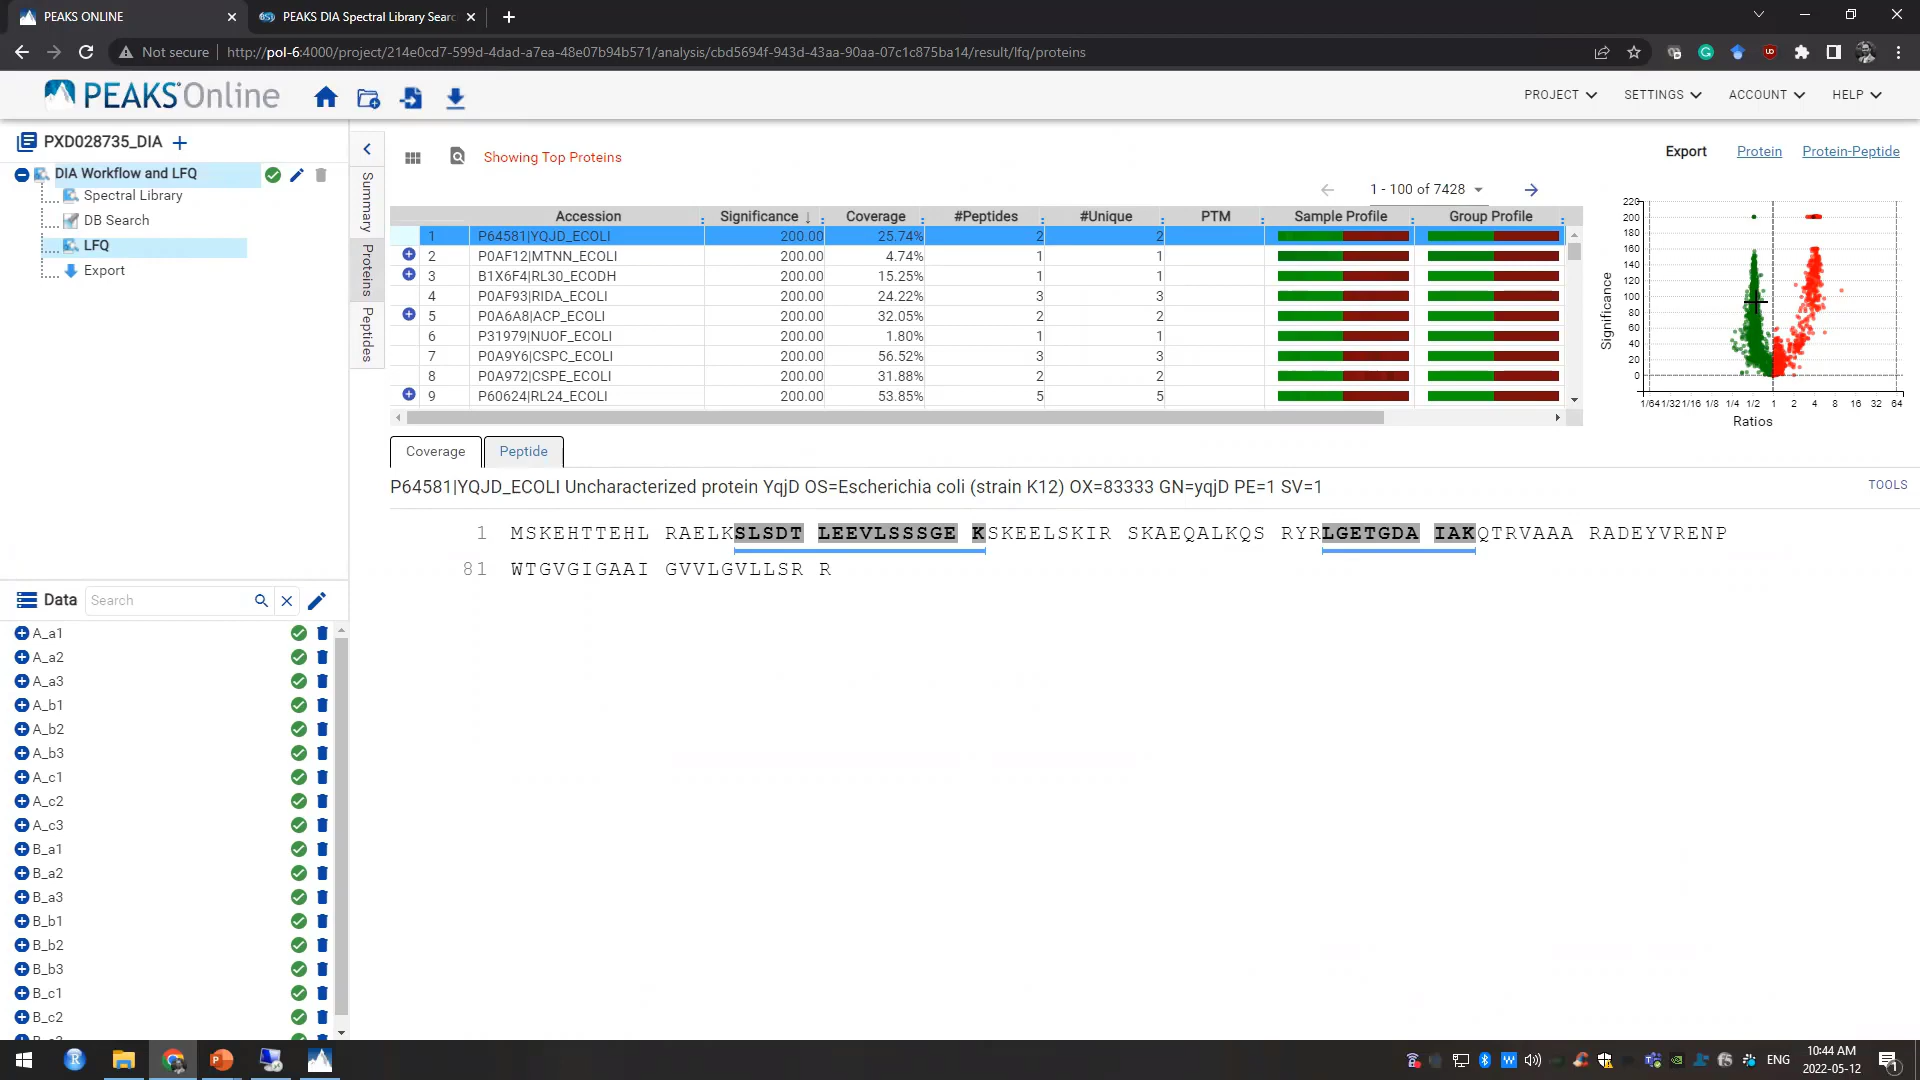 PEAKS ONLINE
PEAKS DIA Spectral Library Searc
Not secure
http://pol-6:4000/project/214e0cd7-599d-4dad-a7ea-48e07b94b571/analysis/cbd5694f-943d-43aa-90aa-07c1c875ba14/result/lfq/proteins
PEAKS Online
PROJECT SETTINGS ACCOUNT HELP
PXD028735_DIA
DIA Workflow and LFQ
Spectral Library
DB Search
LFQ
Export
Summary
Proteins
Peptides
Showing Top Proteins
Export Protein Protein-Peptide
1 - 100 of 7428
Accession Significance Coverage #Peptides #Unique PTM Sample Profile Group Profile
1 P64581|YQJD_ECOLI 200.00 25.74% 2 2
2 P0AF12|MTNN_ECOLI 200.00 4.74% 1 1
3 B1X6F4|RL30_ECODH 200.00 15.25% 1 1
4 P0AF93|RIDA_ECOLI 200.00 24.22% 3 3
5 P0A6A8|ACP_ECOLI 200.00 32.05% 2 2
6 P31979|NUOF_ECOLI 200.00 1.80% 1 1
7 P0A9Y6|CSPC_ECOLI 200.00 56.52% 3 3
8 P0A972|CSPE_ECOLI 200.00 31.88% 2 2
9 P60624|RL24_ECOLI 200.00 53.85% 5 5
Significance
220
200
180
160
140
120
100
80
60
40
20
0
1/64 1/32 1/16 1/8 1/4 1/2 1 2 4 8 16 32 64
Ratios
Coverage Peptide
P64581|YQJD_ECOLI Uncharacterized protein YqjD OS=Escherichia coli (strain K12) OX=83333 GN=yqjD PE=1 SV=1
TOOLS
1 MSKEHTTEHL RAELKSLSDT LEEVLSSSGE KSKEELSKIR SKAEQALKQS RYRLGETGDA IAKQTRVAAA RADEYVRENP
81 WTGVGIGAAI GVVLGVLLSR R
Data Search
A_a1
A_a2
A_a3
A_b1
A_b2
A_b3
A_c1
A_c2
A_c3
B_a1
B_a2
B_a3
B_b1
B_b2
B_b3
B_c1
B_c2
ENG
10:44 AM
2022-05-12